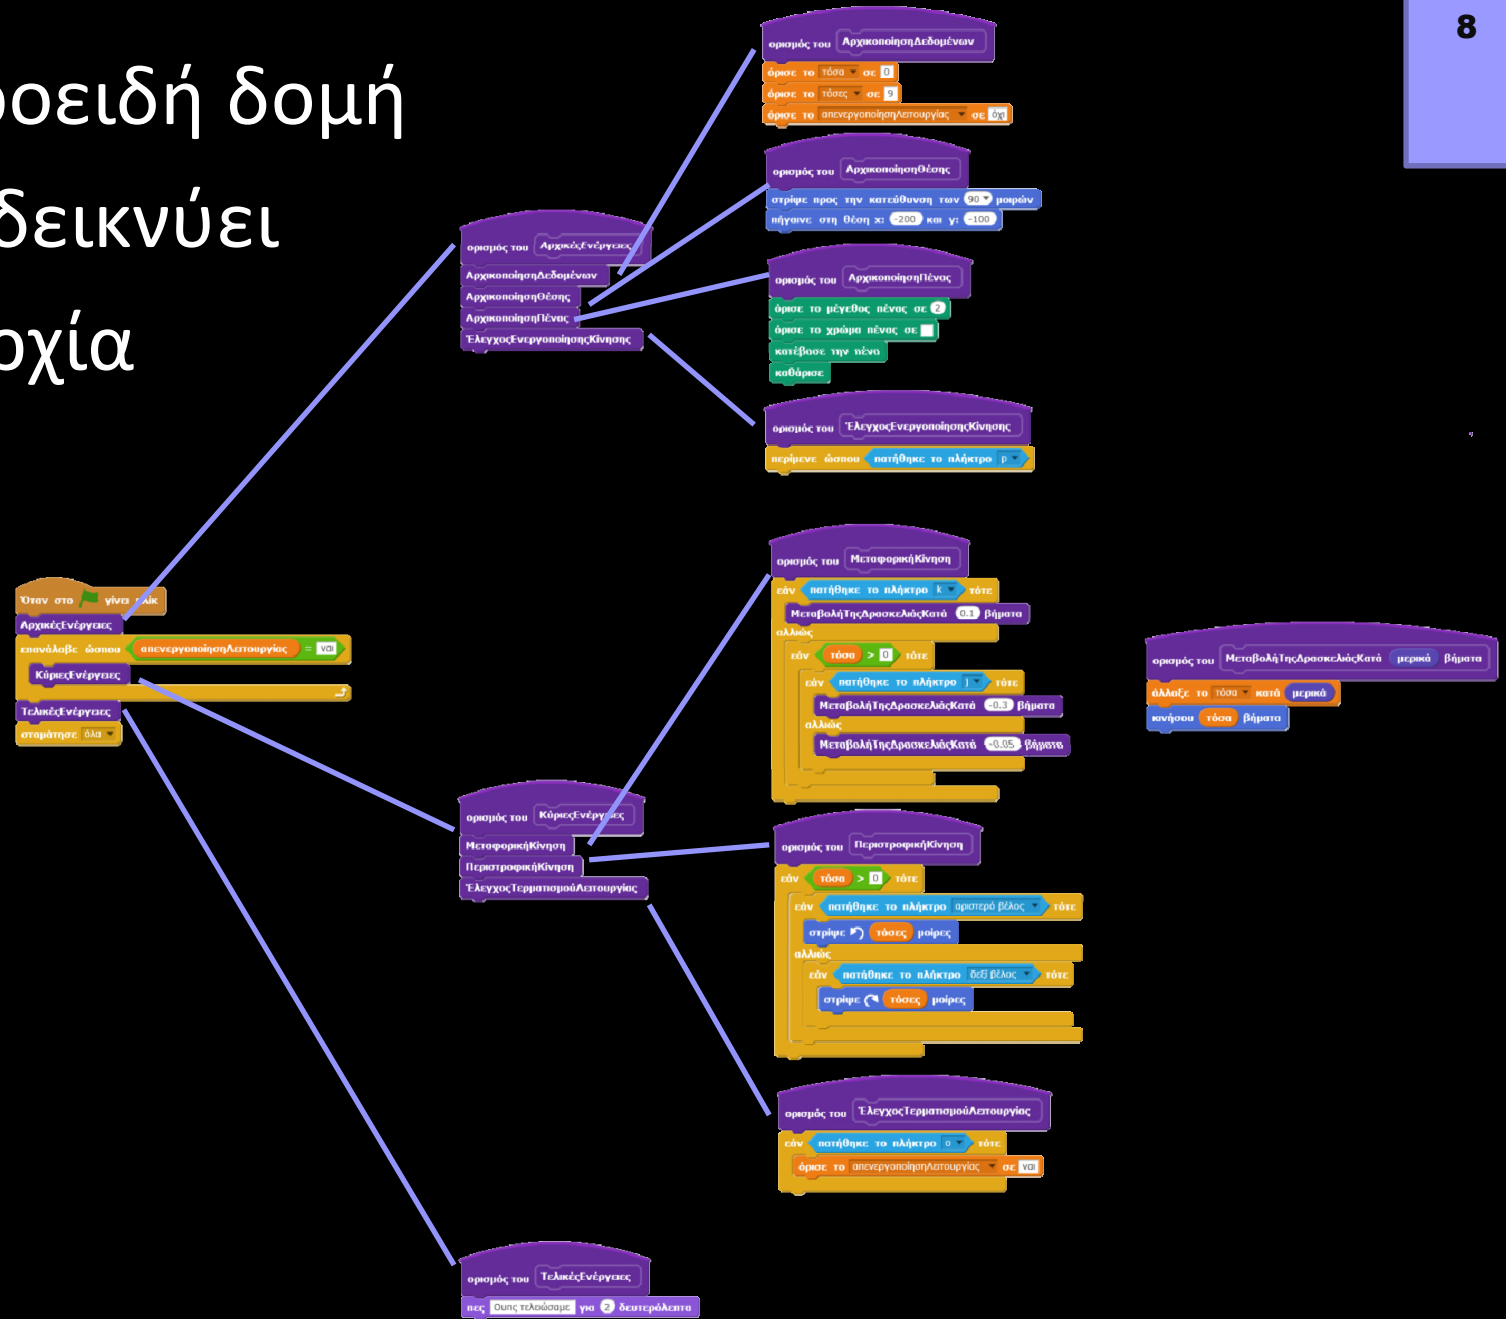 8
ροειδή δομή
δεικνύει
ρχία
Όταν στο γίνει κλικ
ΑρχικέςΕνέργειες
επανάλαβε ώσπου απενεργοποίησηΛειτουργίας = ναι
ΚύριεςΕνέργειες
ΤελικέςΕνέργειες
σταμάτησε όλα
ορισμός του ΑρχικέςΕνέργειες
ΑρχικοποίησηΔεδομένων
ΑρχικοποίησηΘέσης
ΑρχικοποίησηΠένας
ΈλεγχοςΕνεργοποίησηςΚίνησης
ορισμός του ΚύριεςΕνέργειες
ΜεταφορικήΚίνηση
ΠεριστροφικήΚίνηση
ΈλεγχοςΤερματισμούΛειτουργίας
ορισμός του ΤελικέςΕνέργειες
πες Ουπς τελειώσαμε για 2 δευτερόλεπτα
ορισμός του ΑρχικοποίησηΔεδομένων
όρισε το τόσα σε 0
όρισε το τόσες σε 9
όρισε το απενεργοποίησηΛειτουργίας σε όχι
ορισμός του ΑρχικοποίησηΘέσης
στρίψε προς την κατεύθυνση των 90 μοιρών
πήγαινε στη θέση x: -200 και y: -100
ορισμός του ΑρχικοποίησηΠένας
όρισε το μέγεθος πένας σε 2
όρισε το χρώμα πένας σε
κατέβασε την πένα
καθάρισε
ορισμός του ΈλεγχοςΕνεργοποίησηςΚίνησης
περίμενε ώσπου πατήθηκε το πλήκτρο p
ορισμός του ΜεταφορικήΚίνηση
εάν πατήθηκε το πλήκτρο k τότε
ΜεταβολήΤηςΔρασκελιάςΚατά 0.1 βήματα
αλλιώς
εάν τόσα > 0 τότε
εάν πατήθηκε το πλήκτρο j τότε
ΜεταβολήΤηςΔρασκελιάςΚατά -0.3 βήματα
αλλιώς
ΜεταβολήΤηςΔρασκελιάςΚατά -0.05 βήματα
ορισμός του ΠεριστροφικήΚίνηση
εάν τόσα > 0 τότε
εάν πατήθηκε το πλήκτρο αριστερό βέλος τότε
στρίψε τόσες μοίρες
αλλιώς
εάν πατήθηκε το πλήκτρο δεξί βέλος τότε
στρίψε τόσες μοίρες
ορισμός του ΈλεγχοςΤερματισμούΛειτουργίας
εάν πατήθηκε το πλήκτρο o τότε
όρισε το απενεργοποίησηΛειτουργίας σε ναι
ορισμός του ΜεταβολήΤηςΔρασκελιάςΚατά μερικά βήματα
άλλαξε το τόσα κατά μερικά
κινήσου τόσα βήματα